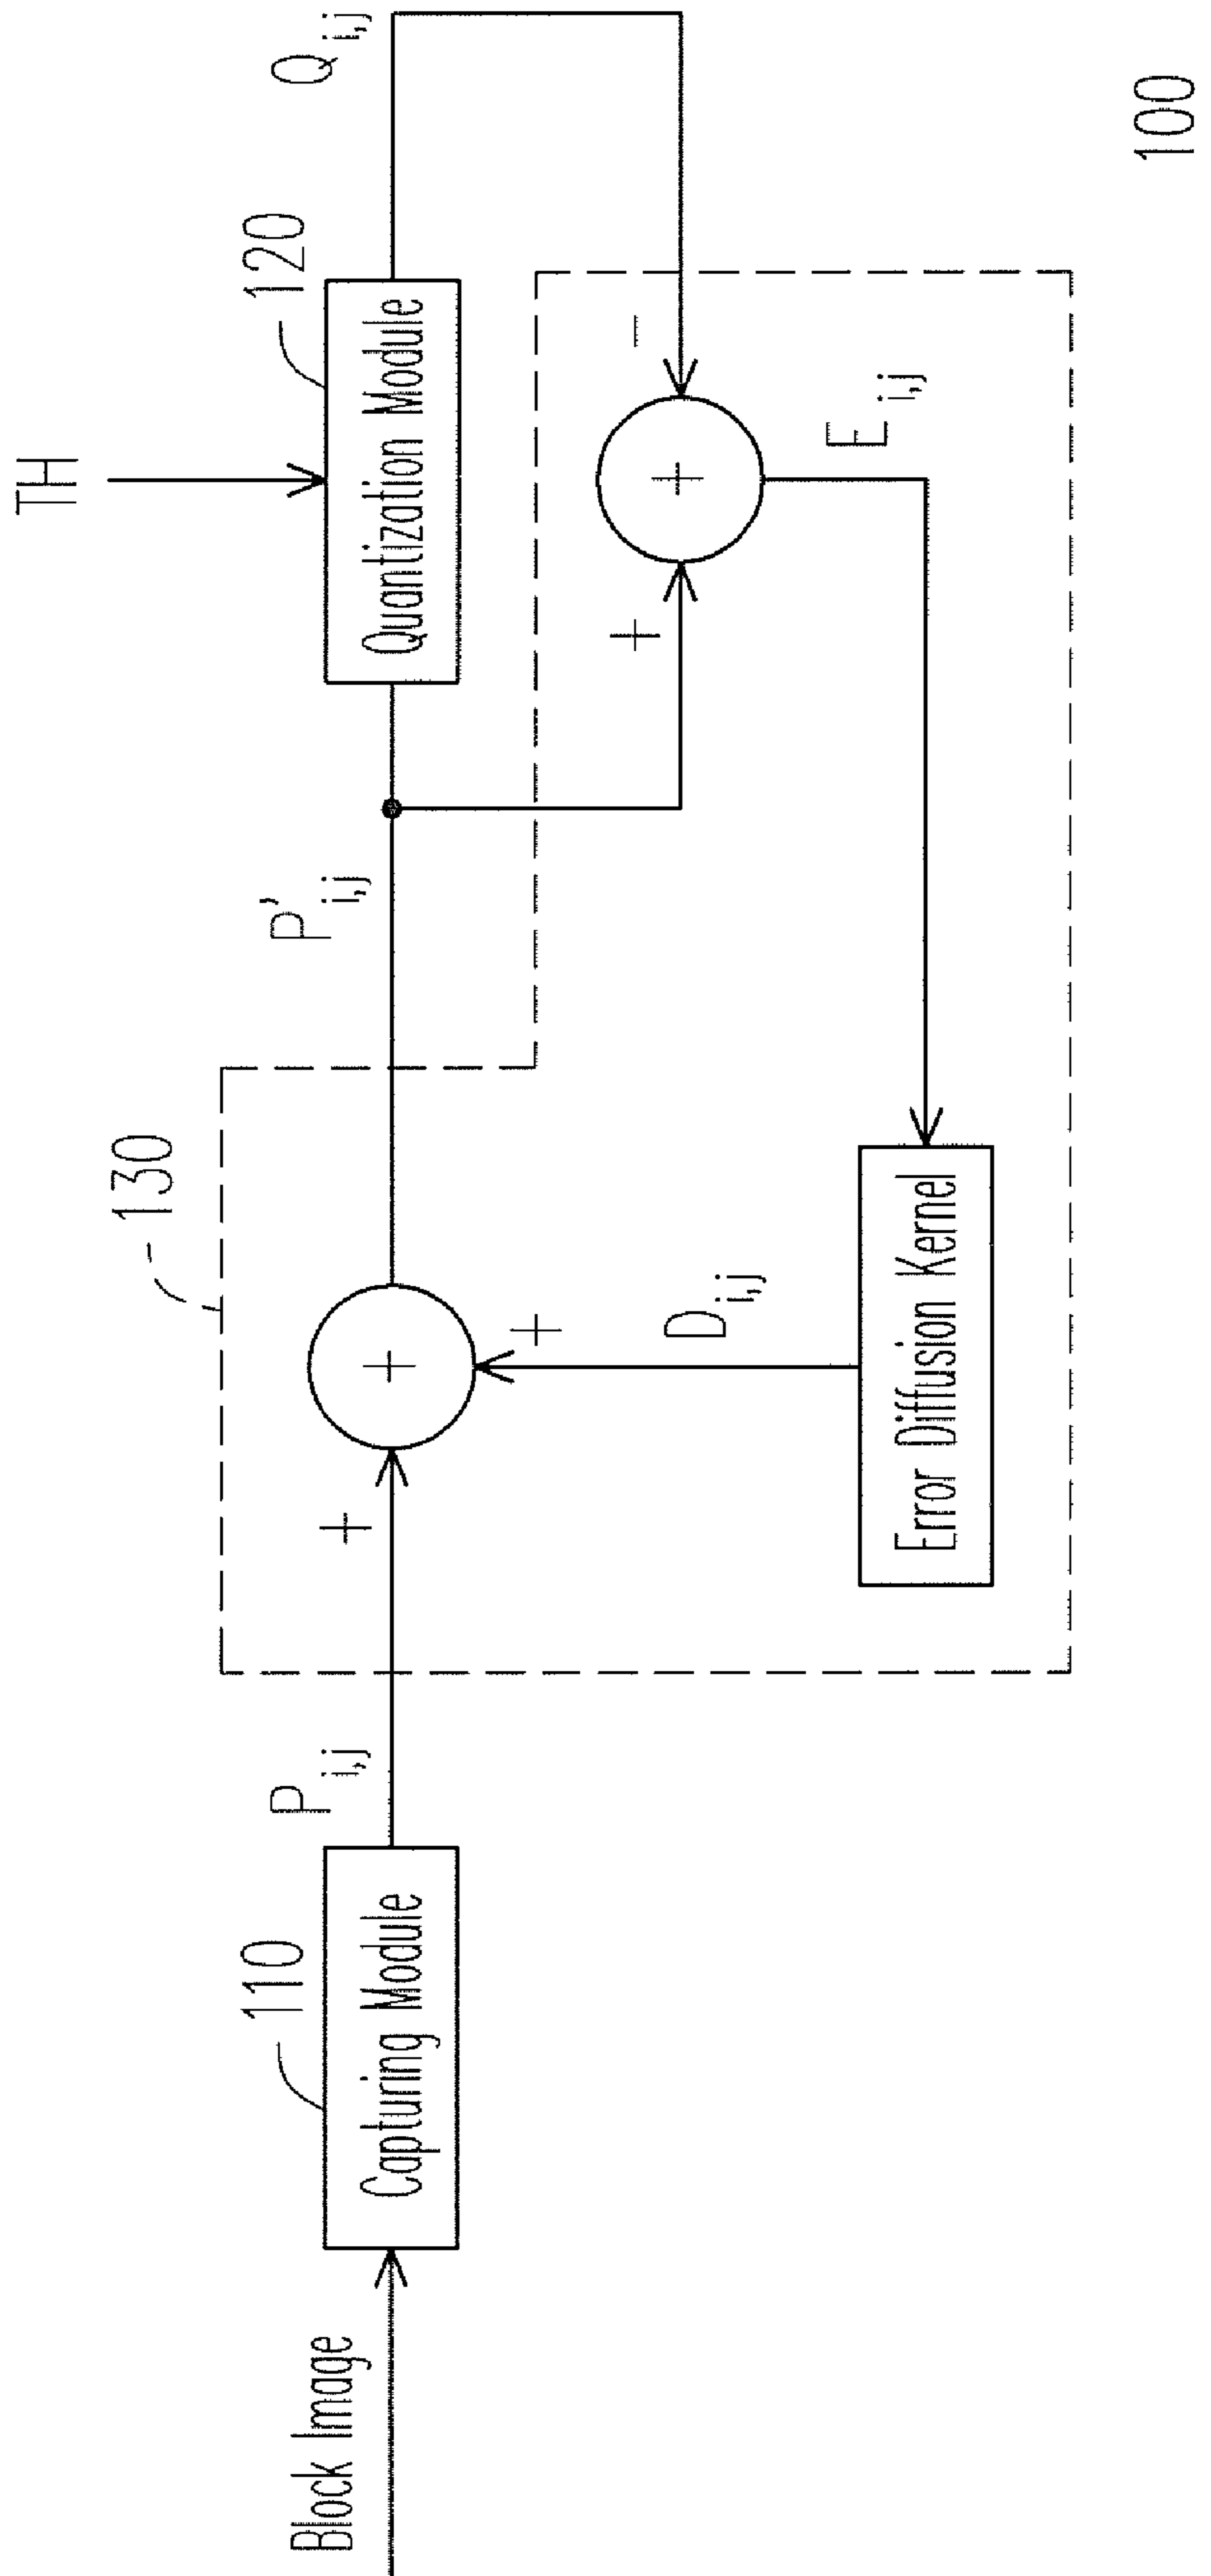 Block Image
110
Capturing Module
P i,j
130
+
+
+
D i,j
Error Diffusion Kernel
P' i,j
TH
120
Quantization Module
Q i,j
+
−
+
E i,j
100